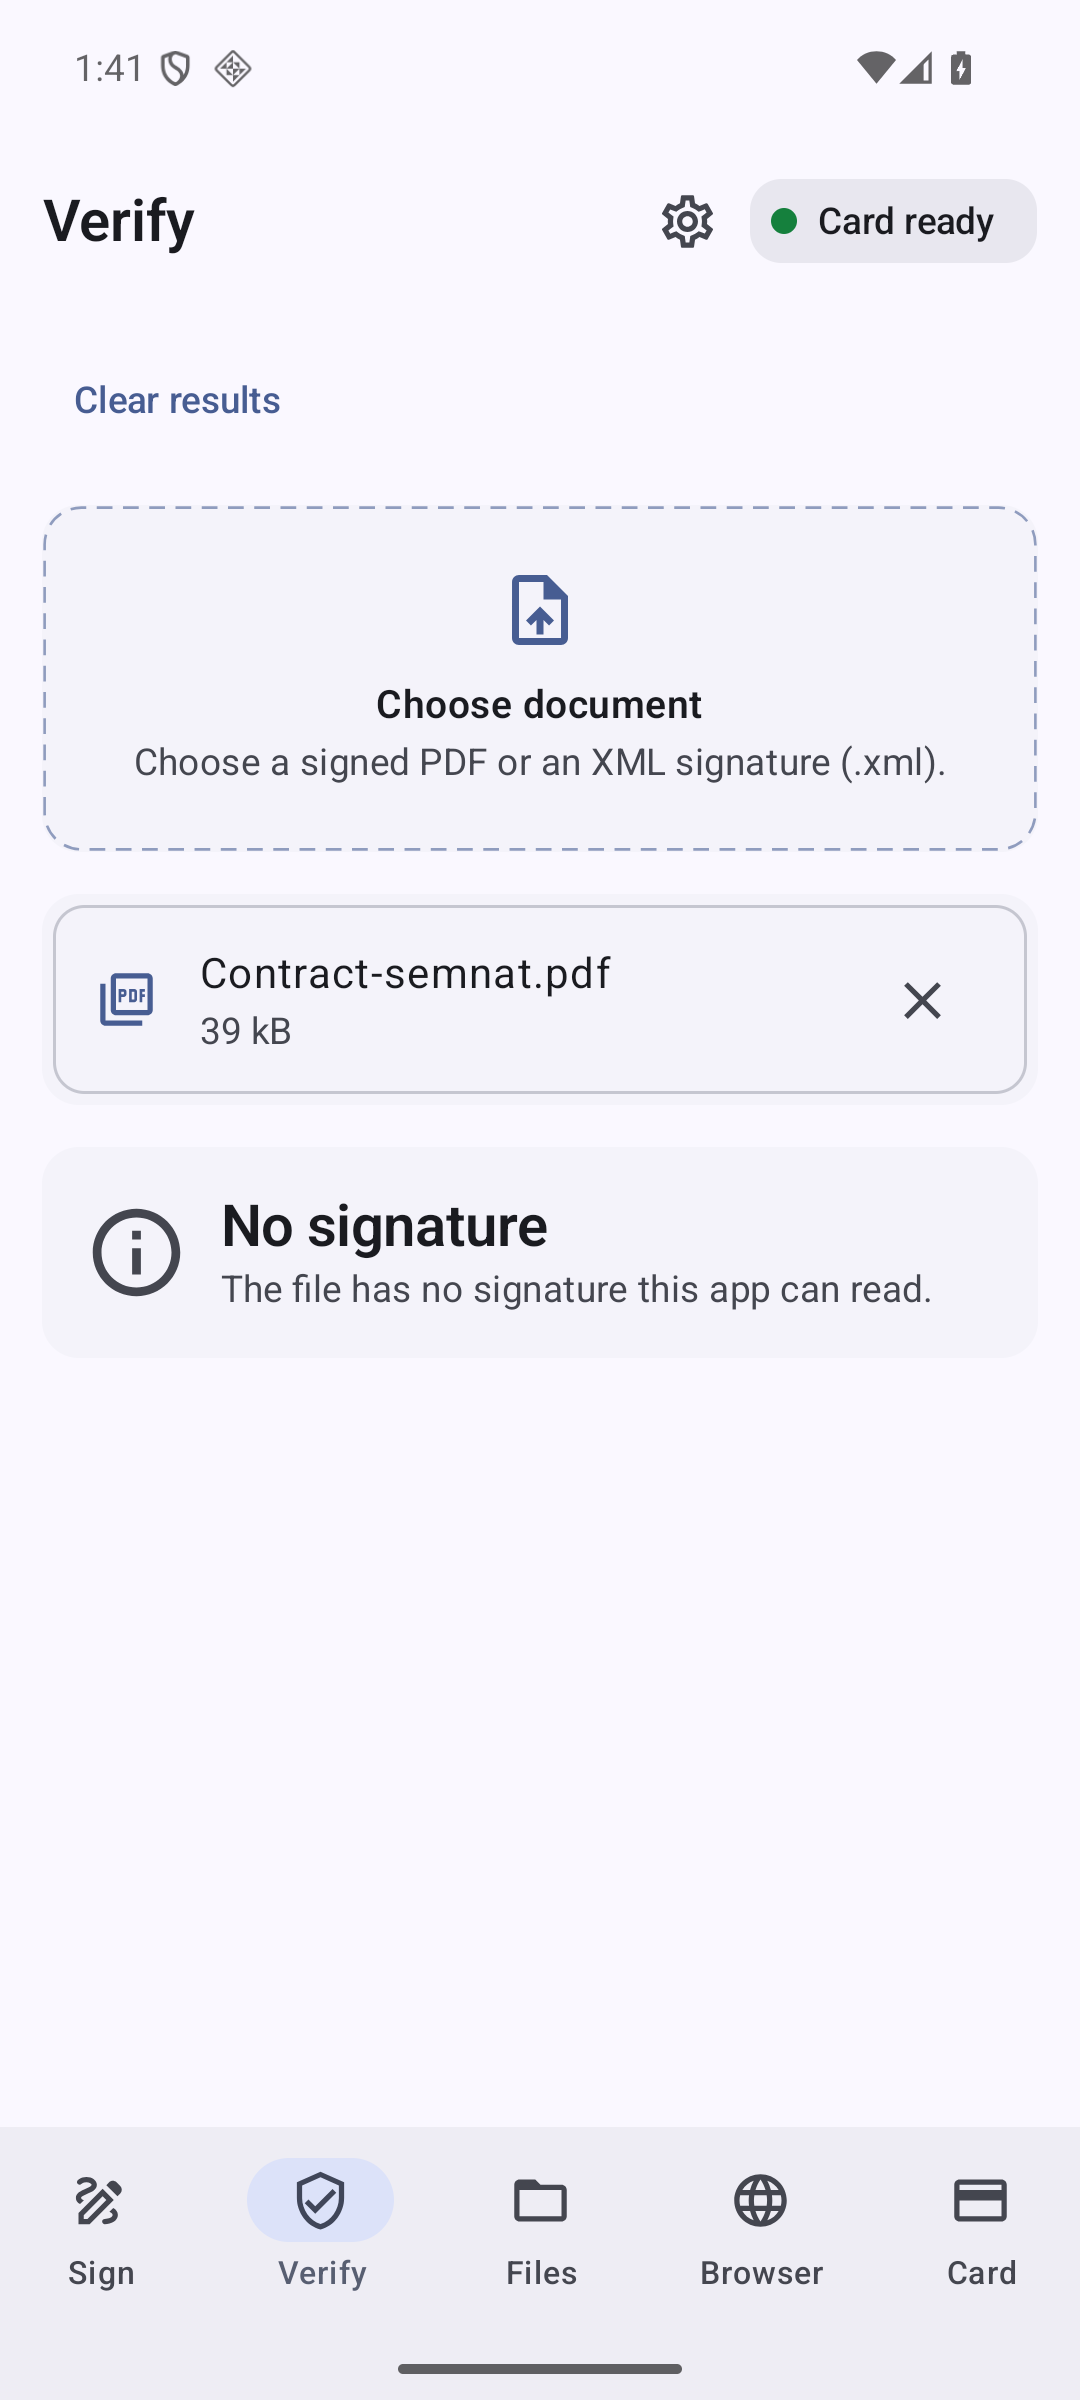 1:41
Verify
Card ready
Clear results
Choose document
Choose a signed PDF or an XML signature (.xml).
PDF
Contract-semnat.pdf
39 kB
No signature
The file has no signature this app can read.
Sign
Verify
Files
Browser
Card